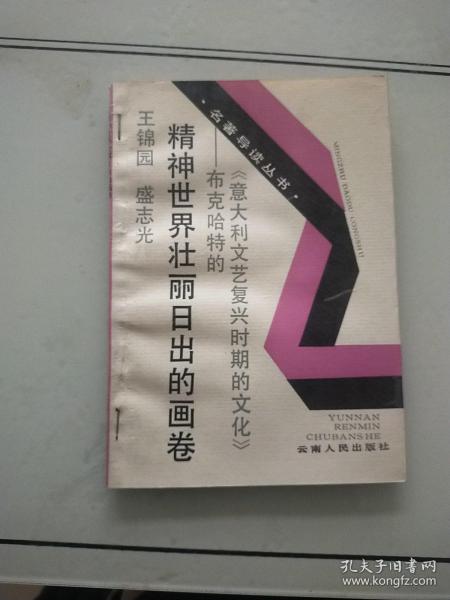 ·名著导读丛书·
MINGZHU DAODU CONGSHU
《意大利文艺复兴时期的文化》
——布克哈特的
精神世界壮丽日出的画卷
王锦园 盛志光
YUNNAN
RENMIN
CHUBANSHE
云南人民出版社
孔夫子旧书网
www.kongfz.com